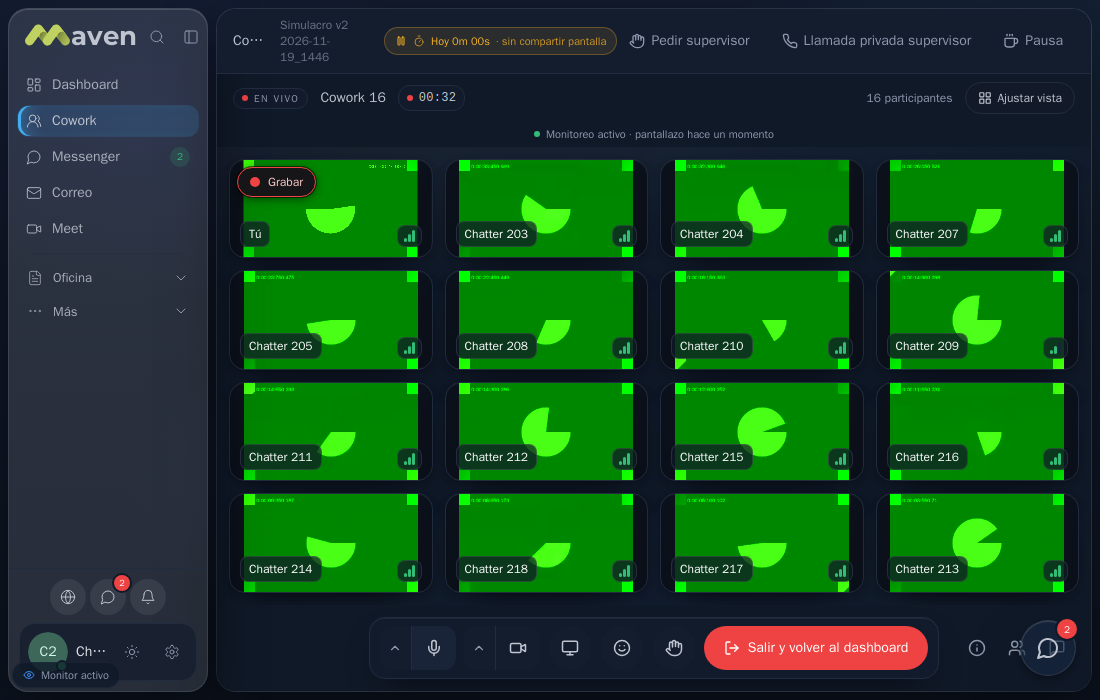 Maven
Dashboard
Cowork
Messenger
2
Correo
Meet
Oficina
Más
2
C2
Ch···
Monitor activo
Co···
Simulacro v2
2026-11-
19_1446
Hoy 0m 00s · sin compartir pantalla
Pedir supervisor
Llamada privada supervisor
Pausa
EN VIVO
Cowork 16
00:32
16 participantes
Ajustar vista
Monitoreo activo · pantallazo hace un momento
Grabar
Tú
Chatter 203
Chatter 204
Chatter 207
Chatter 205
Chatter 208
Chatter 210
Chatter 209
Chatter 211
Chatter 212
Chatter 215
Chatter 216
Chatter 214
Chatter 218
Chatter 217
Chatter 213
Salir y volver al dashboard
2